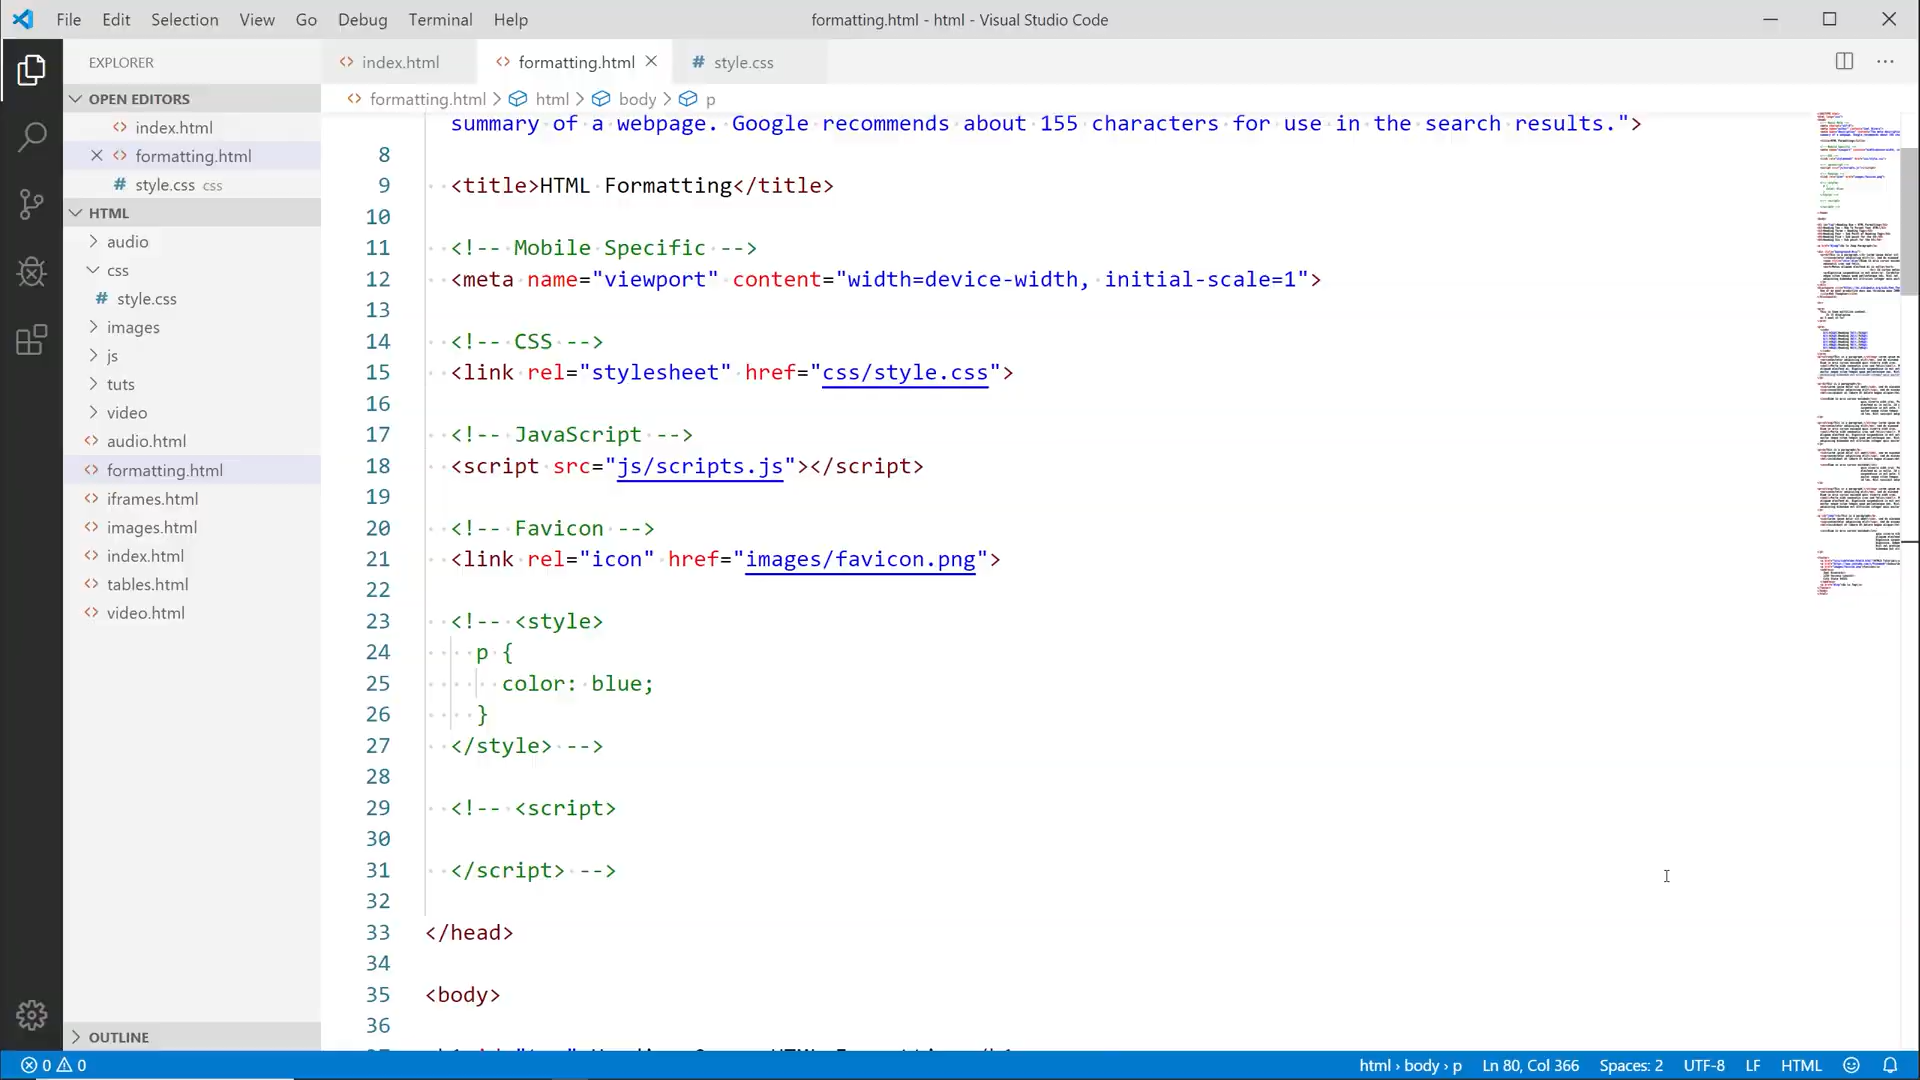 File Edit Selection View Go Debug Terminal Help
formatting.html - html - Visual Studio Code
EXPLORER
OPEN EDITORS
index.html
formatting.html
style.css css
HTML
audio
css
style.css
images
js
tuts
video
audio.html
formatting.html
iframes.html
images.html
index.html
tables.html
video.html
OUTLINE
index.html formatting.html style.css
formatting.html > html > body > p
summary of a webpage. Google recommends about 155 characters for use in the search results.">
8
9 <title>HTML Formatting</title>
10
11 <!-- Mobile Specific -->
12 <meta name="viewport" content="width=device-width, initial-scale=1">
13
14 <!-- CSS -->
15 <link rel="stylesheet" href="css/style.css">
16
17 <!-- JavaScript -->
18 <script src="js/scripts.js"></script>
19
20 <!-- Favicon -->
21 <link rel="icon" href="images/favicon.png">
22
23 <!-- <style>
24 p {
25 color: blue;
26 }
27 </style> -->
28
29 <!-- <script>
30
31 </script> -->
32
33 </head>
34
35 <body>
36
0 0
html > body > p Ln 80, Col 366 Spaces: 2 UTF-8 LF HTML